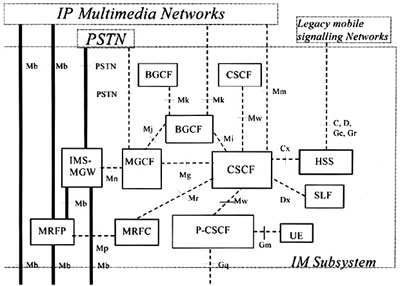 IP Multimedia Networks
Legacy mobile
signalling Networks
PSTN
Mb
Mb
PSTN
PSTN
BGCF
CSCF
Mm
Mk
Mk
Mw
C, D,
Gc, Gr
BGCF
Mj
Mi
Cx
IMS-
MGW
MGCF
CSCF
HSS
Mn
Mg
Mb
Mr
Mw
Dx
SLF
MRFP
MRFC
P-CSCF
UE
Mp
Gm
Mb
Mb
Mb
Gq
IM Subsystem